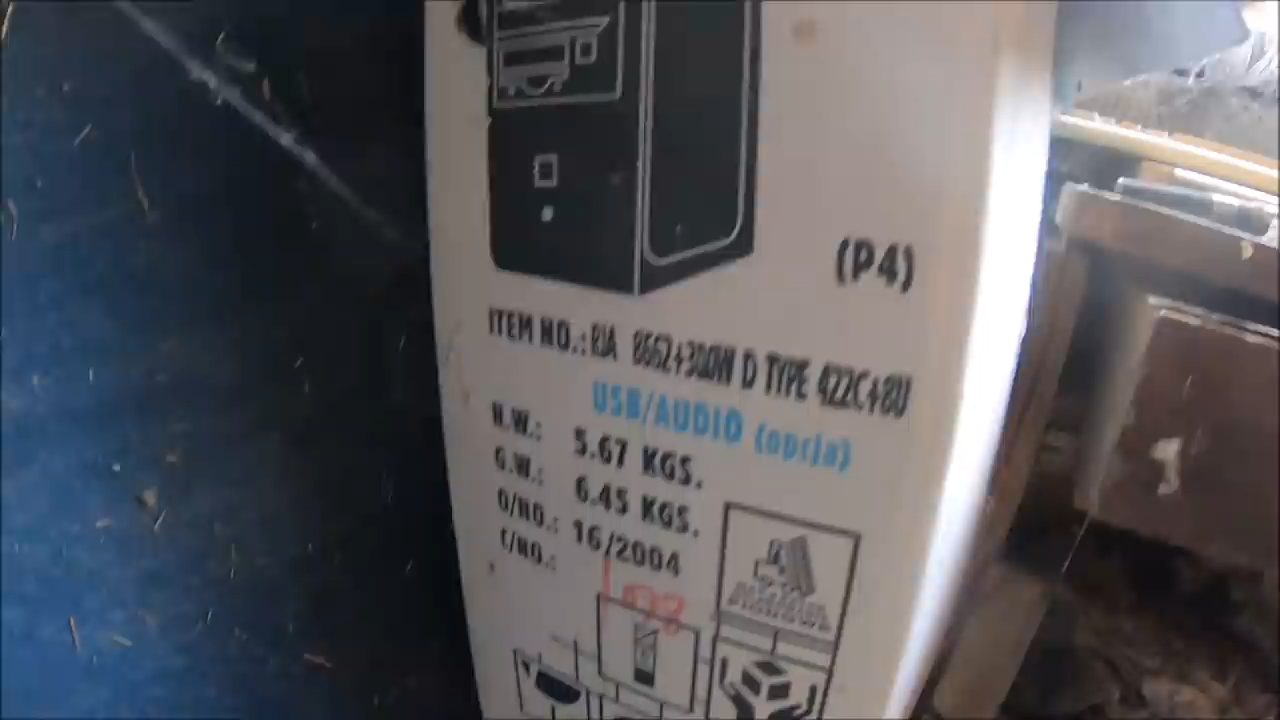 (P4)
ITEM NO.: BJA 8662+300W D TYPE 422C+8U
USB/AUDIO (opcja)
N.W.: 5.67 KGS.
G.W.: 6.45 KGS.
O/NO.: 16/2004
C/NO.: